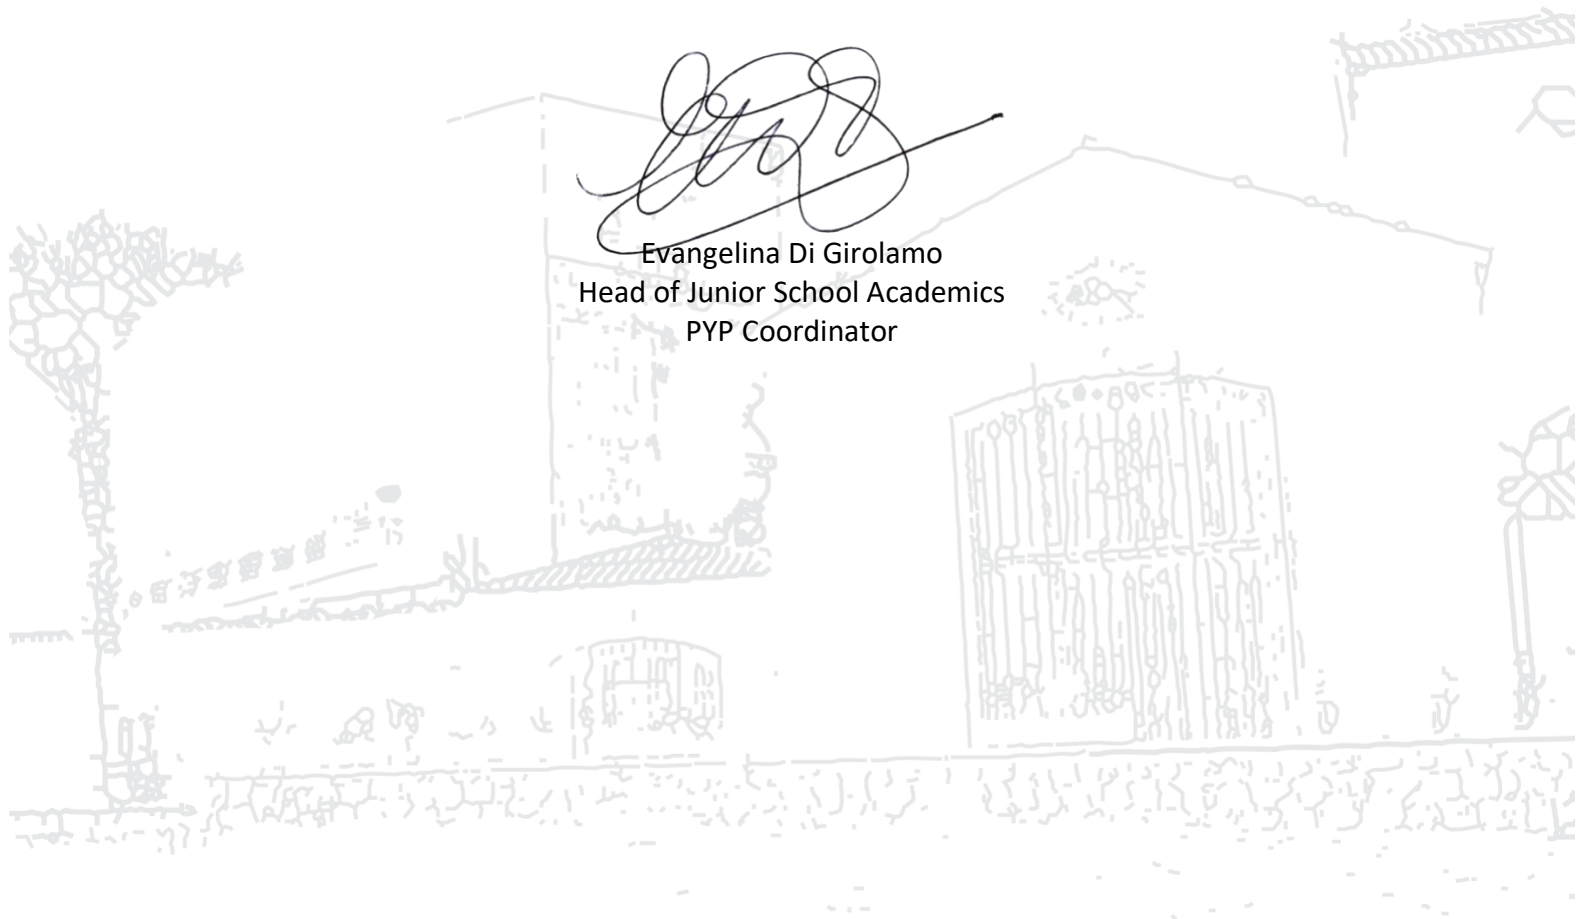 Evangelina Di Girolamo
Head of Junior School Academics
PYP Coordinator